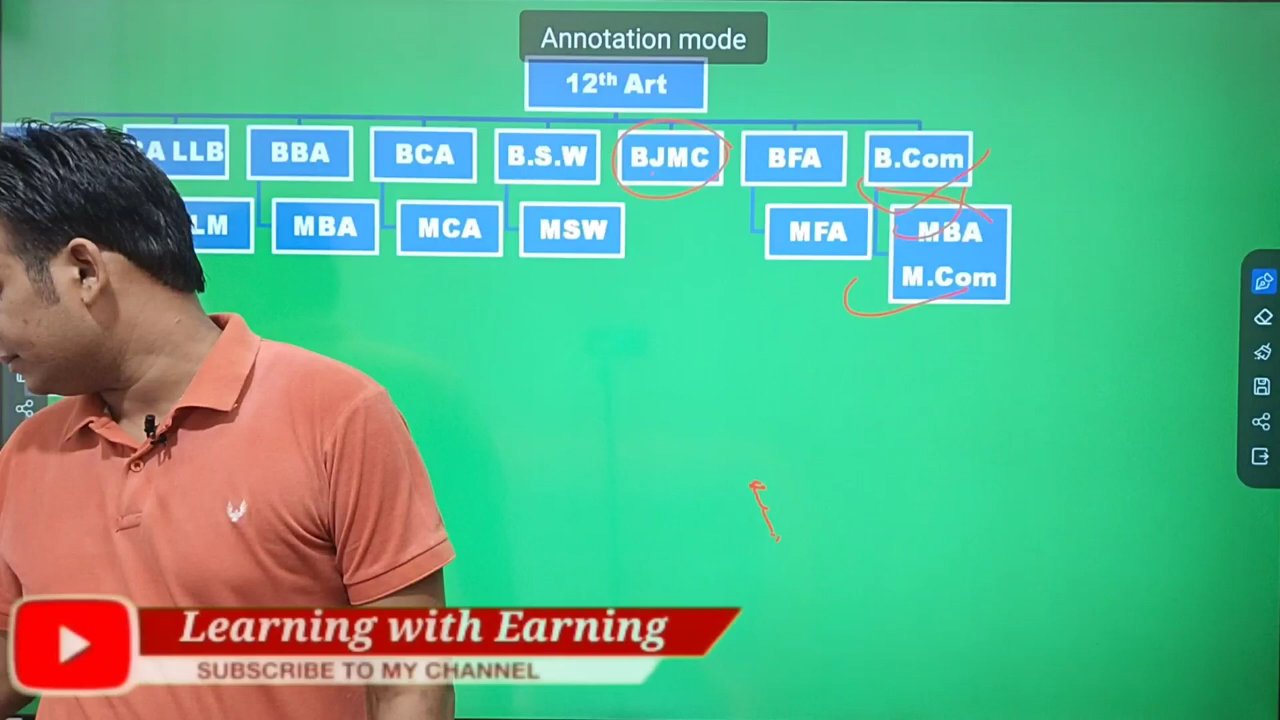 Annotation mode
12th Art
BBA
BCA
B.S.W
BJMC
BFA
B.Com
MBA
MCA
MSW
MFA
MBA
M.Com
A LLB
LM
Learning with Earning
SUBSCRIBE TO MY CHANNEL